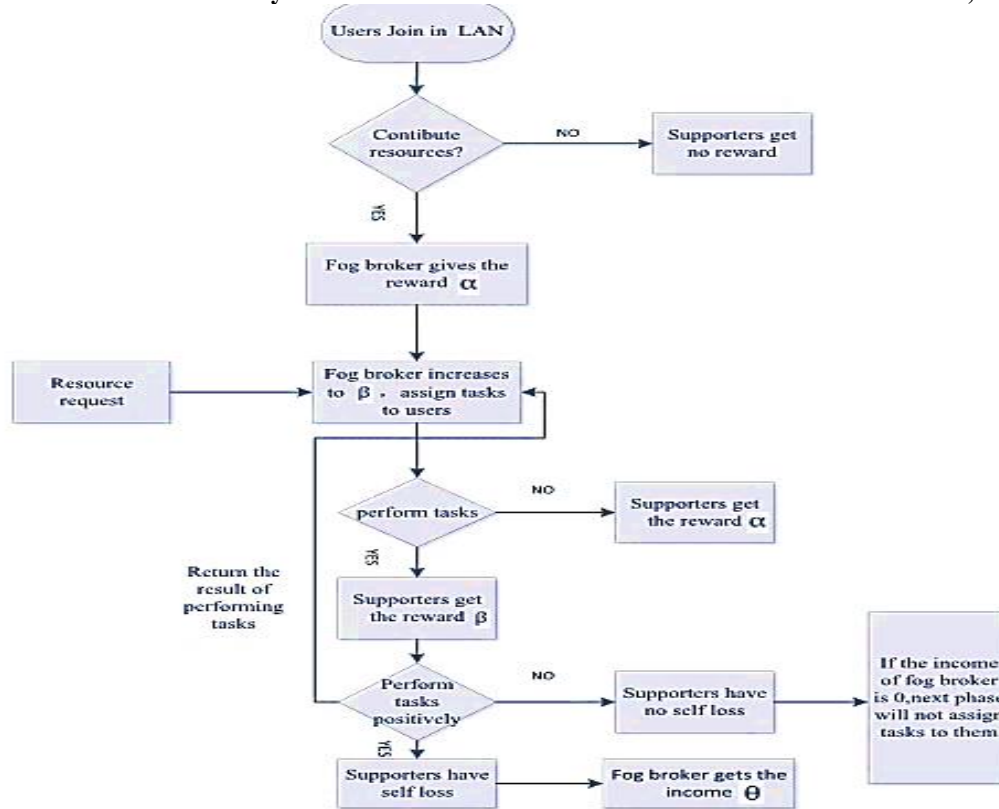 Users Join in LAN
Contibute
resources?
NO
Supporters get
no reward
YES
Fog broker gives the
reward α
Resource
request
Fog broker increases
to β , assign tasks
to users
perform tasks
NO
Supporters get
the reward α
YES
Return the
result of
performing
tasks
Supporters get
the reward β
Perform
tasks
positively
NO
Supporters have
no self loss
If the income
of fog broker
is 0,next phase
will not assign
tasks to them
YES
Supporters have
self loss
Fog broker gets the
income Θ